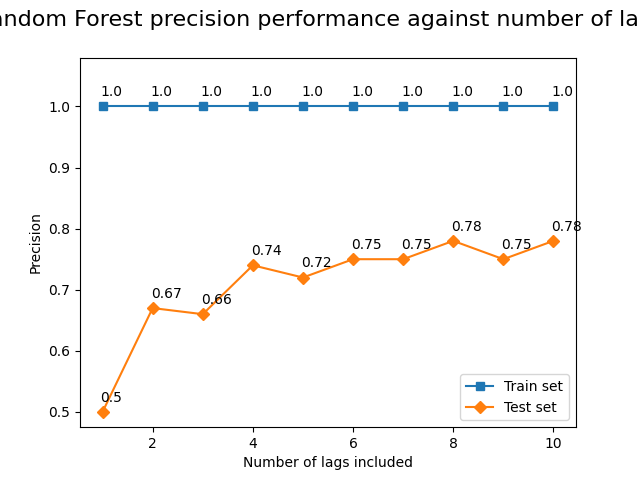 andom Forest precision performance against number of la
1.0 1.0 1.0 1.0 1.0 1.0 1.0 1.0 1.0 1.0
1.0
0.9
0.8
0.7
0.6
0.5
Precision
0.5 0.67 0.66 0.74 0.72 0.75 0.75 0.78 0.75 0.78
Train set
Test set
2 4 6 8 10
Number of lags included